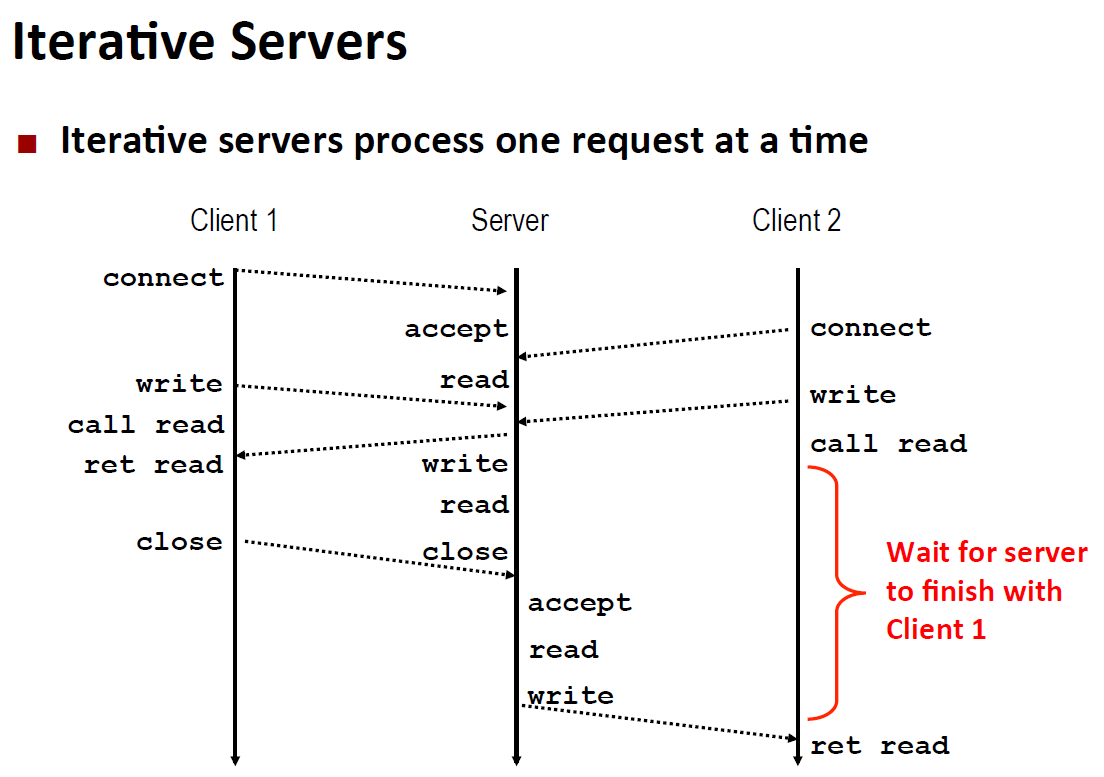 Iterative Servers
■ Iterative servers process one request at a time
Client 1 Server Client 2
connect
accept connect
write read write
call read call read
ret read write
read
close close
Wait for server
to finish with
Client 1
accept
read
write
ret read